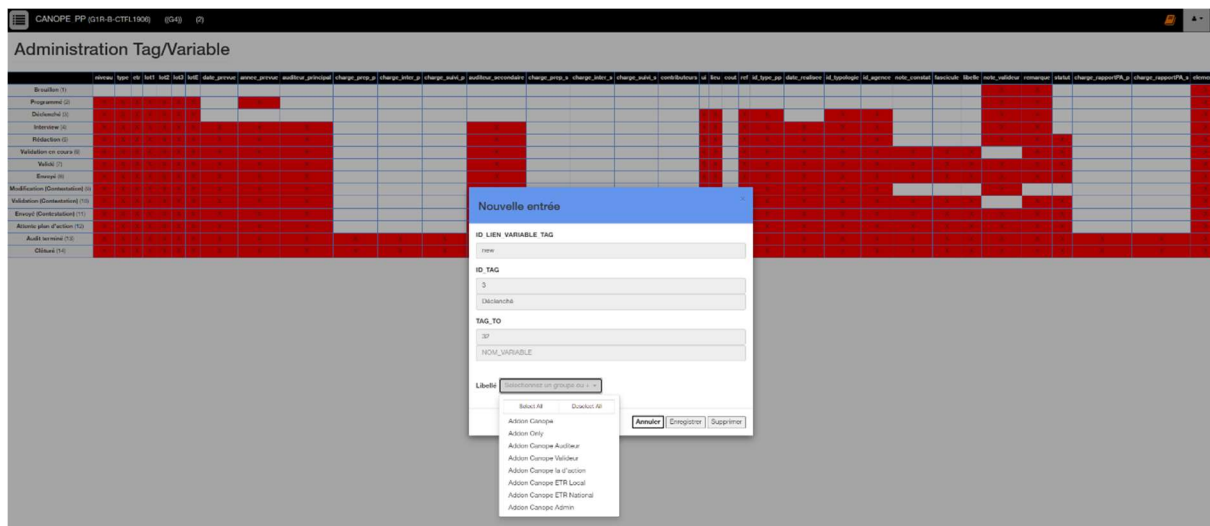 CANOPE PP (G1R-B-CTFL1906) ((G4)) (2)
Administration Tag/Variable
niveau type etr lot1 lot2 lot3 lotE date_prevue annee_prevue auditeur_principal charge_prep_p charge_inter_p charge_suivi_p auditeur_secondaire charge_prep_s charge_inter_s charge_suivi_s contributeurs ui lieu cout ref id_type_pp date_realisee id_typologie id_agence note_constat fascicule libelle note_valideur remarque statut charge_rapportPA_p charge_rapportPA_s elemen
Brouillon (1)
Programmé (2)
Déclenché (3)
Interview (4)
Rédaction (5)
Validation en cours (6)
Validé (7)
Envoyé (8)
Modification (Contestation) (9)
Validation (Contestation) (10)
Envoyé (Contestation) (11)
Attente plan d'action (12)
Audit terminé (13)
Clôturé (14)
Nouvelle entrée
×
ID_LIEN_VARIABLE_TAG
new
ID_TAG
3
Déclenché
TAG_TO
32
NOM_VARIABLE
Libellé Sélectionnez un groupe ou +
Select All Deselect All
Annuler Enregistrer Supprimer
Addon Canope
Addon Only
Addon Canope Auditeur
Addon Canope Valideur
Addon Canope la d'action
Addon Canope ETR Local
Addon Canope ETR National
Addon Canope Admin